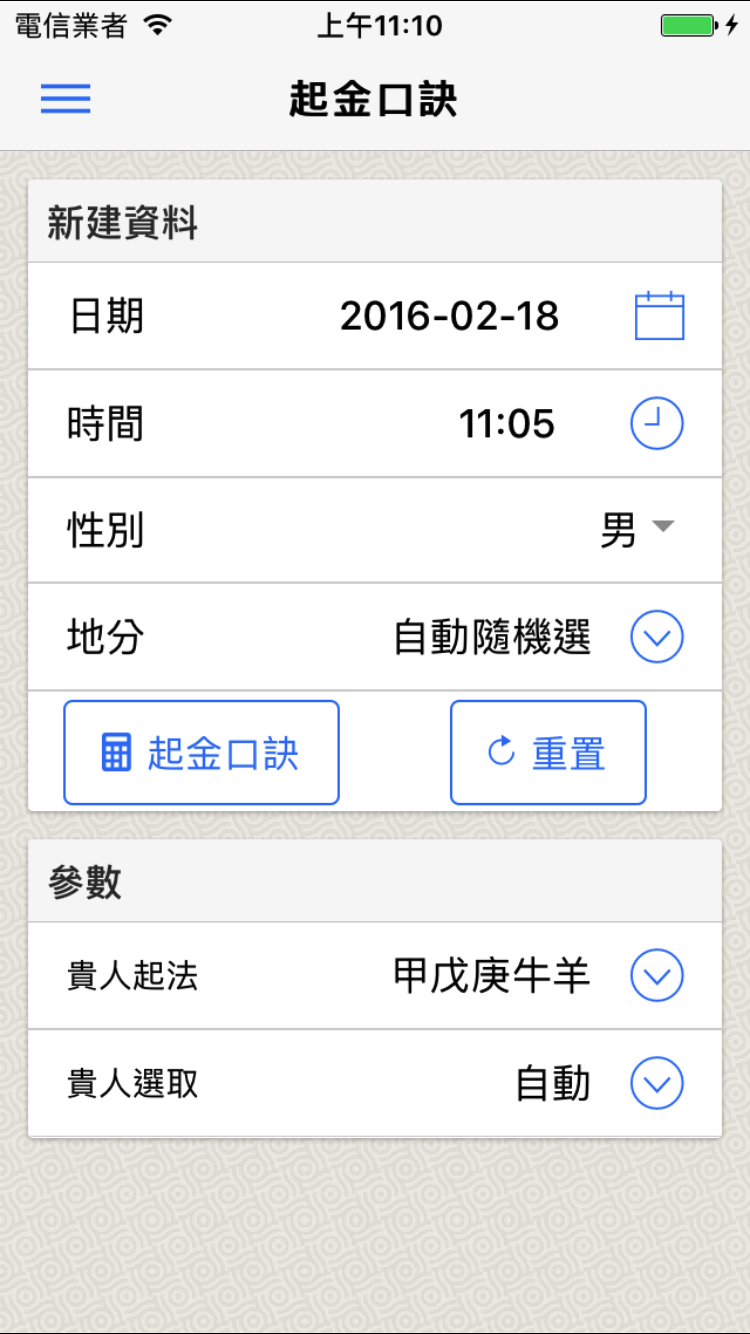 電信業者 上午11:10
起金口訣
新建資料
日期 2016-02-18
時間 11:05
性別 男
地分 自動隨機選
起金口訣 重置
參數
貴人起法 甲戊庚牛羊
貴人選取 自動